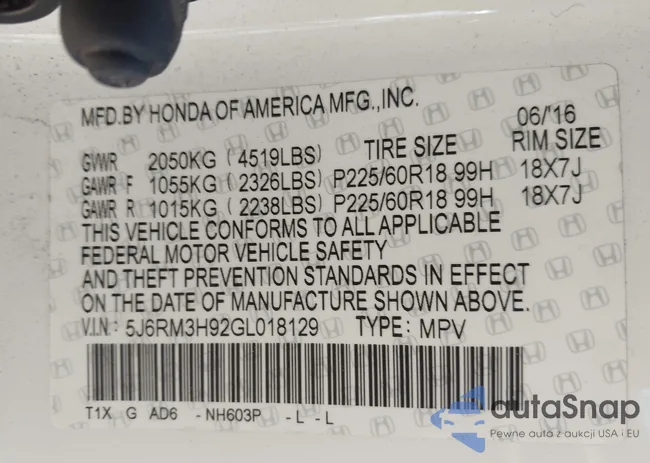 MFD.BY HONDA OF AMERICA MFG.,INC. 06/'16
GVWR 2050KG ( 4519LBS) TIRE SIZE RIM SIZE
GAWR F 1055KG ( 2326LBS) P225/60R18 99H 18X7J
GAWR R 1015KG ( 2238LBS) P225/60R18 99H 18X7J
THIS VEHICLE CONFORMS TO ALL APPLICABLE
FEDERAL MOTOR VEHICLE SAFETY
AND THEFT PREVENTION STANDARDS IN EFFECT
ON THE DATE OF MANUFACTURE SHOWN ABOVE.
V.I.N: 5J6RM3H92GL018129 TYPE: MPV
T1X G AD6 -NH603P -L -L
autaSnap
Pewne auta z aukcji USA i EU